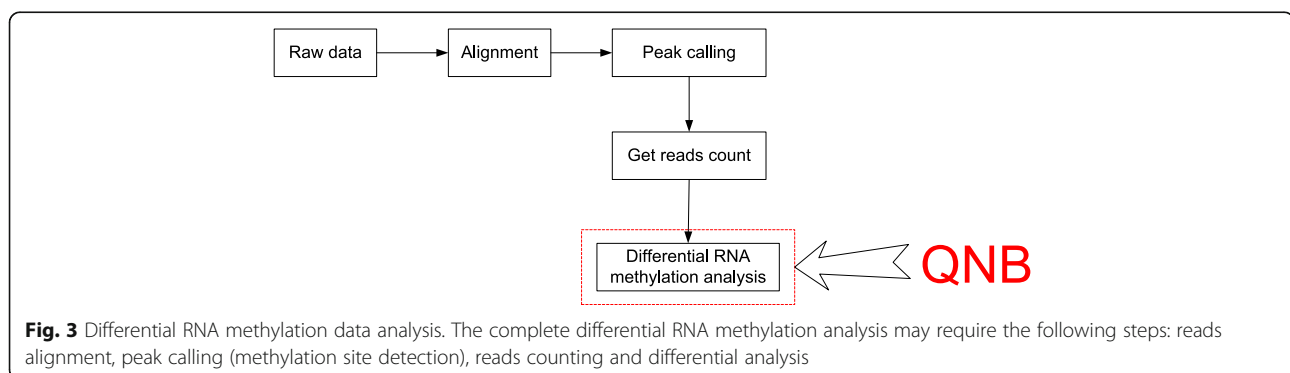 Raw data
Alignment
Peak calling
Get reads count
Differential RNA
methylation analysis
QNB
Fig. 3 Differential RNA methylation data analysis. The complete differential RNA methylation analysis may require the following steps: reads
alignment, peak calling (methylation site detection), reads counting and differential analysis